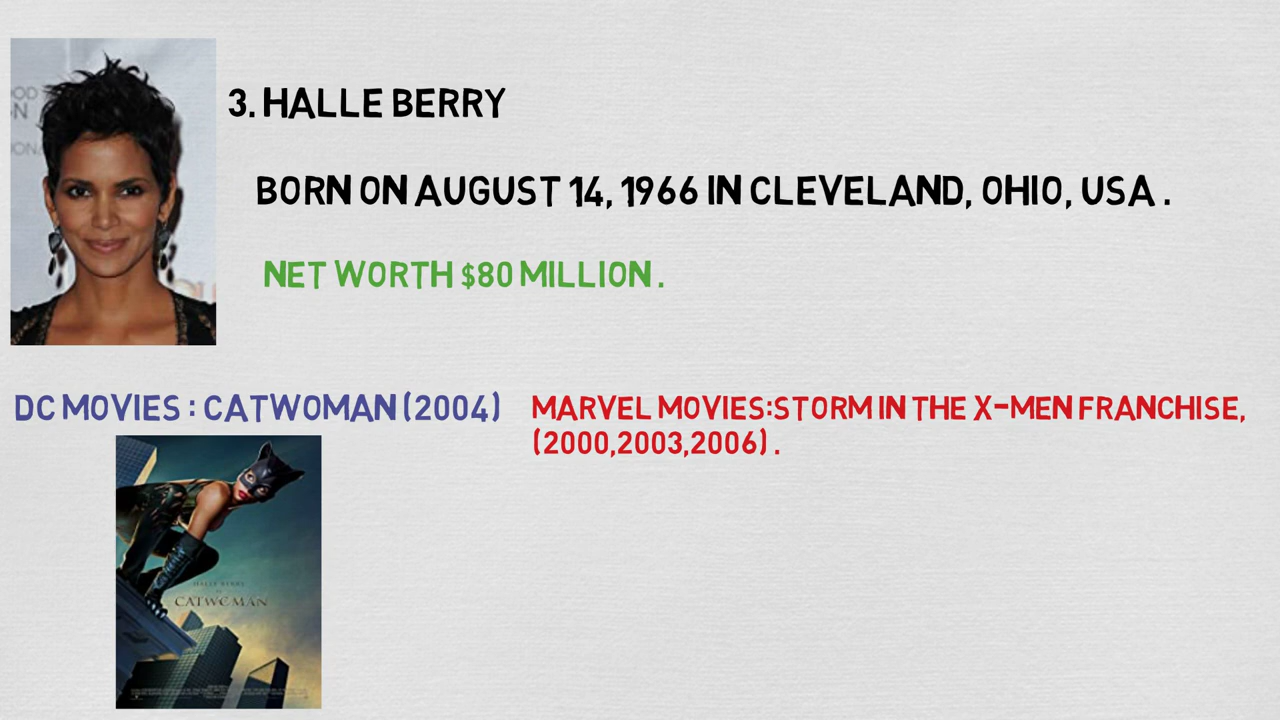 3. HALLE BERRY
BORN ON AUGUST 14, 1966 IN CLEVELAND, OHIO, USA .
NET WORTH $80 MILLION .
DC MOVIES : CATWOMAN (2004)
MARVEL MOVIES:STORM IN THE X-MEN FRANCHISE,
(2000,2003,2006) .
HALLE BERRY
CATWOMAN